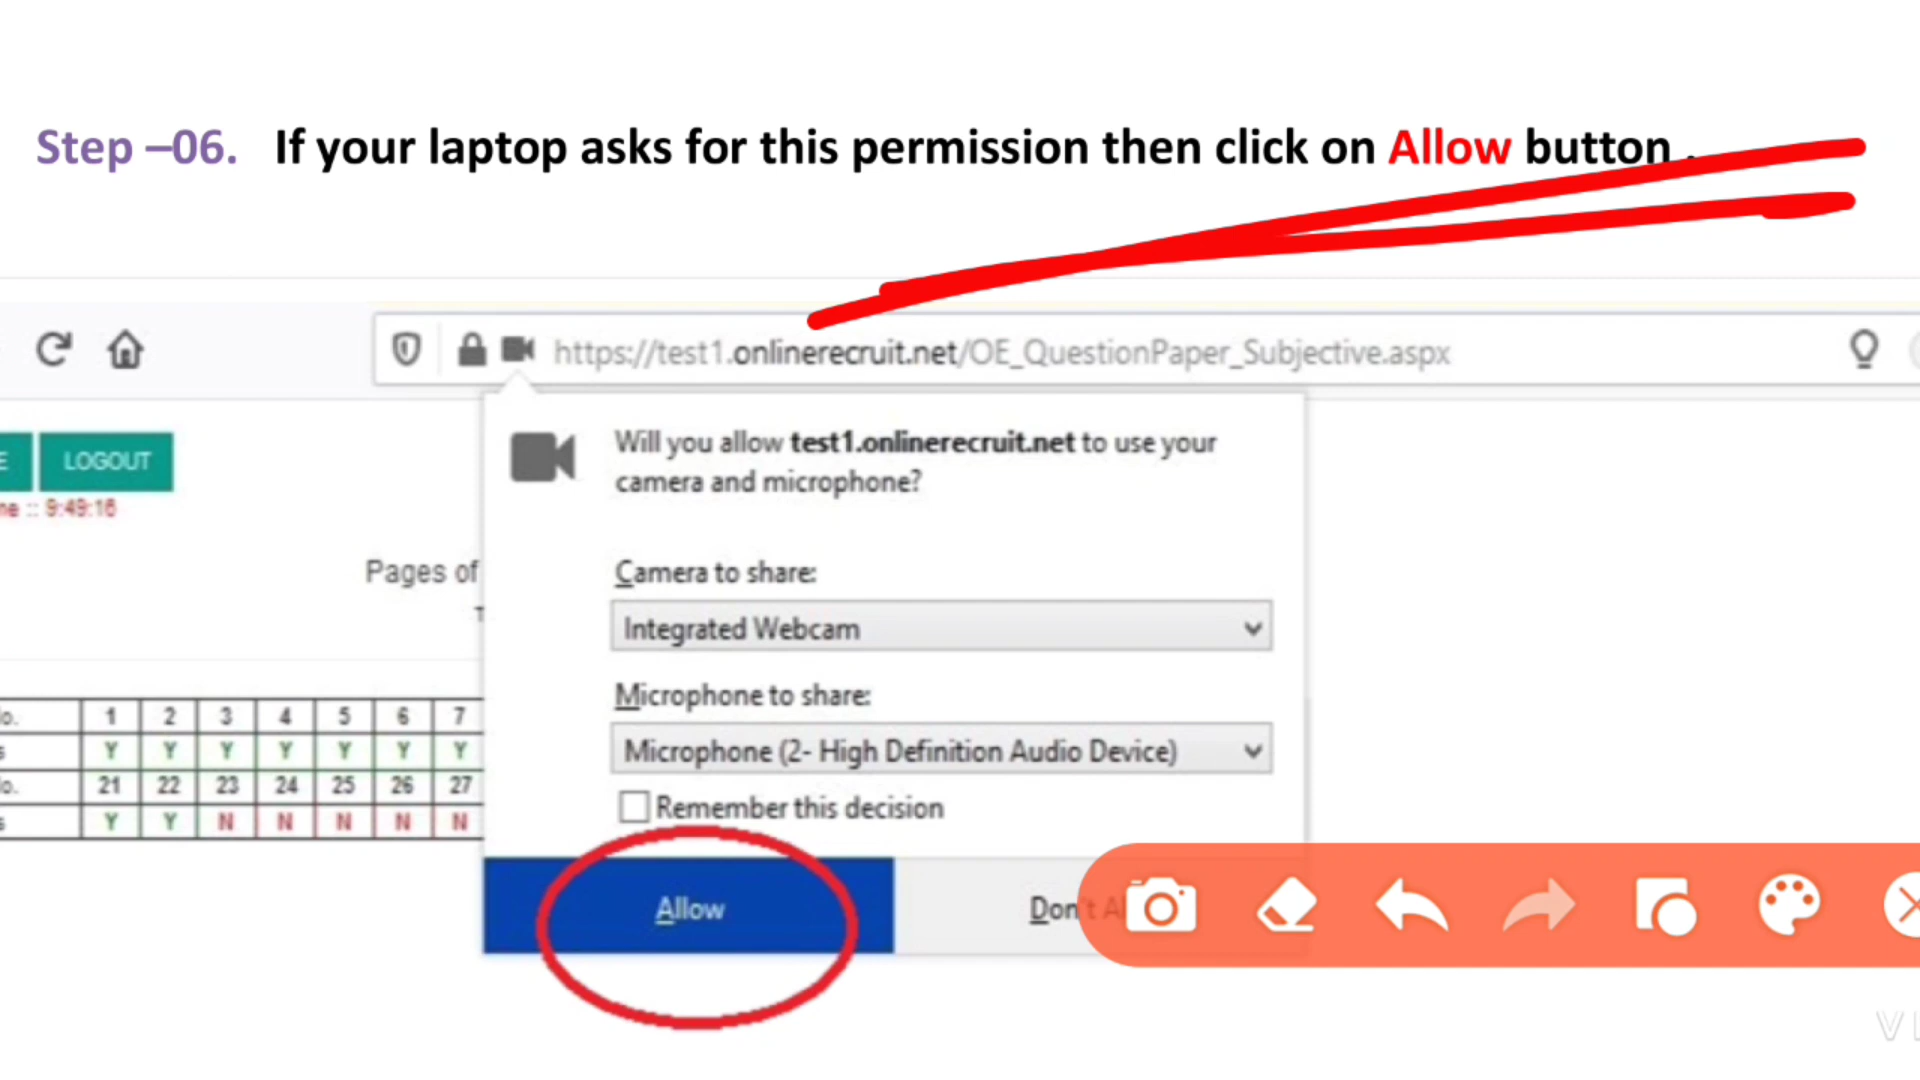 Step –06. If your laptop asks for this permission then click on Allow button .
https://test1.onlinerecruit.net/OE_QuestionPaper_Subjective.aspx
E LOGOUT
me :: 9:49:16
Will you allow test1.onlinerecruit.net to use your
camera and microphone?
Pages of
T
Camera to share:
Integrated Webcam
Microphone to share:
Microphone (2- High Definition Audio Device)
Remember this decision
o. 1 2 3 4 5 6 7
s Y Y Y Y Y Y Y
o. 21 22 23 24 25 26 27
s Y Y N N N N N
Allow
Don't A